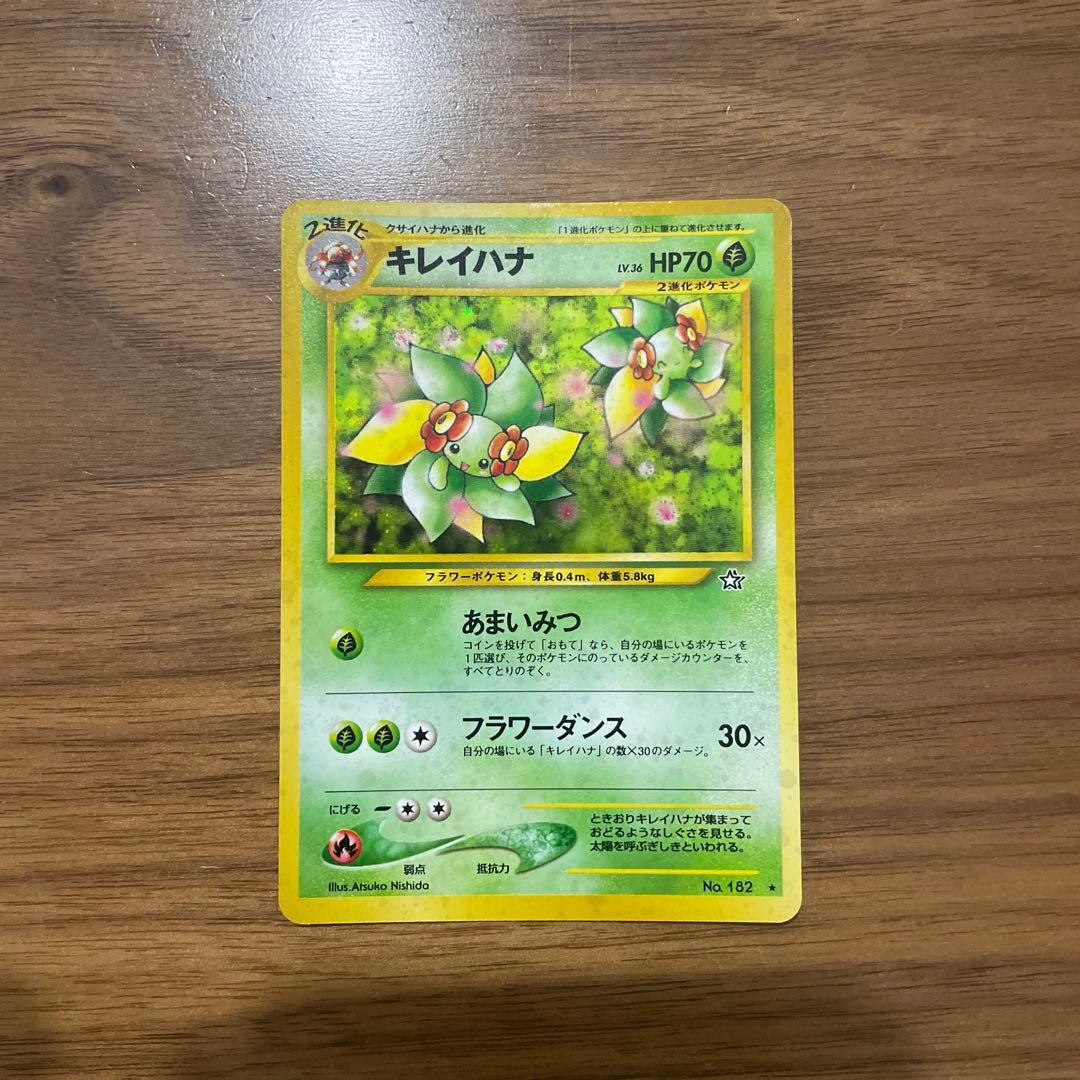 2進化
クサイハナから進化
「1進化ポケモン」の上に重ねて進化させます。
キレイハナ
LV.36 HP70
2進化ポケモン
フラワーポケモン:身長0.4m、体重5.8kg
あまいみつ
コインを投げて「おもて」なら、自分の場にいるポケモンを
1匹選び、そのポケモンにのっているダメージカウンターを、
すべてとりのぞく。
フラワーダンス
30×
自分の場にいる「キレイハナ」の数×30のダメージ。
にげる
弱点
抵抗力
ときおりキレイハナが集まって
おどるようなしぐさを見せる。
太陽を呼ぶぎしきといわれる。
Illus.Atsuko Nishida
No. 182 ★